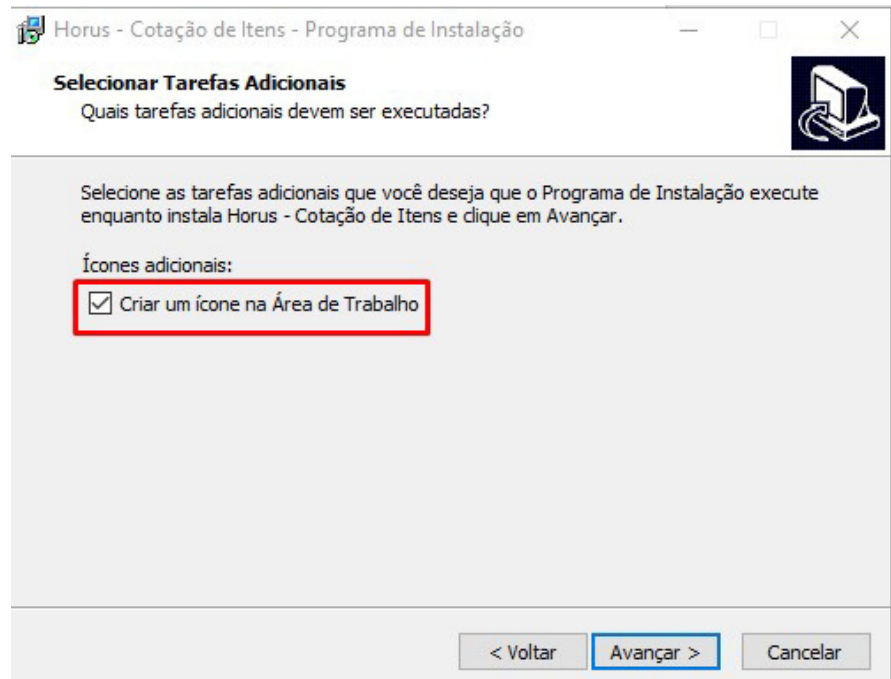 Horus - Cotação de Itens - Programa de Instalação
Selecionar Tarefas Adicionais
Quais tarefas adicionais devem ser executadas?
Selecione as tarefas adicionais que você deseja que o Programa de Instalação execute
enquanto instala Horus - Cotação de Itens e clique em Avançar.
Ícones adicionais:
Criar um ícone na Área de Trabalho
< Voltar
Avançar >
Cancelar